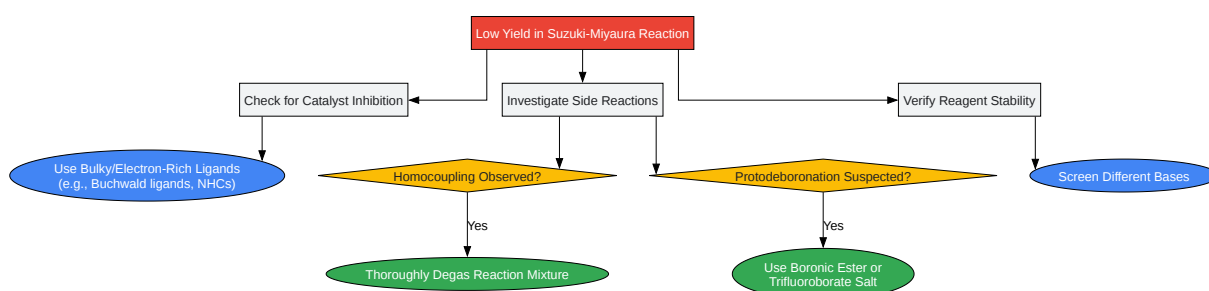 Low Yield in Suzuki-Miyaura Reaction
Check for Catalyst Inhibition
Investigate Side Reactions
Verify Reagent Stability
Use Bulky/Electron-Rich Ligands
(e.g., Buchwald ligands, NHCs)
Homocoupling Observed?
Protodeboronation Suspected?
Screen Different Bases
Yes
Yes
Thoroughly Degas Reaction Mixture
Use Boronic Ester or
Trifluoroborate Salt